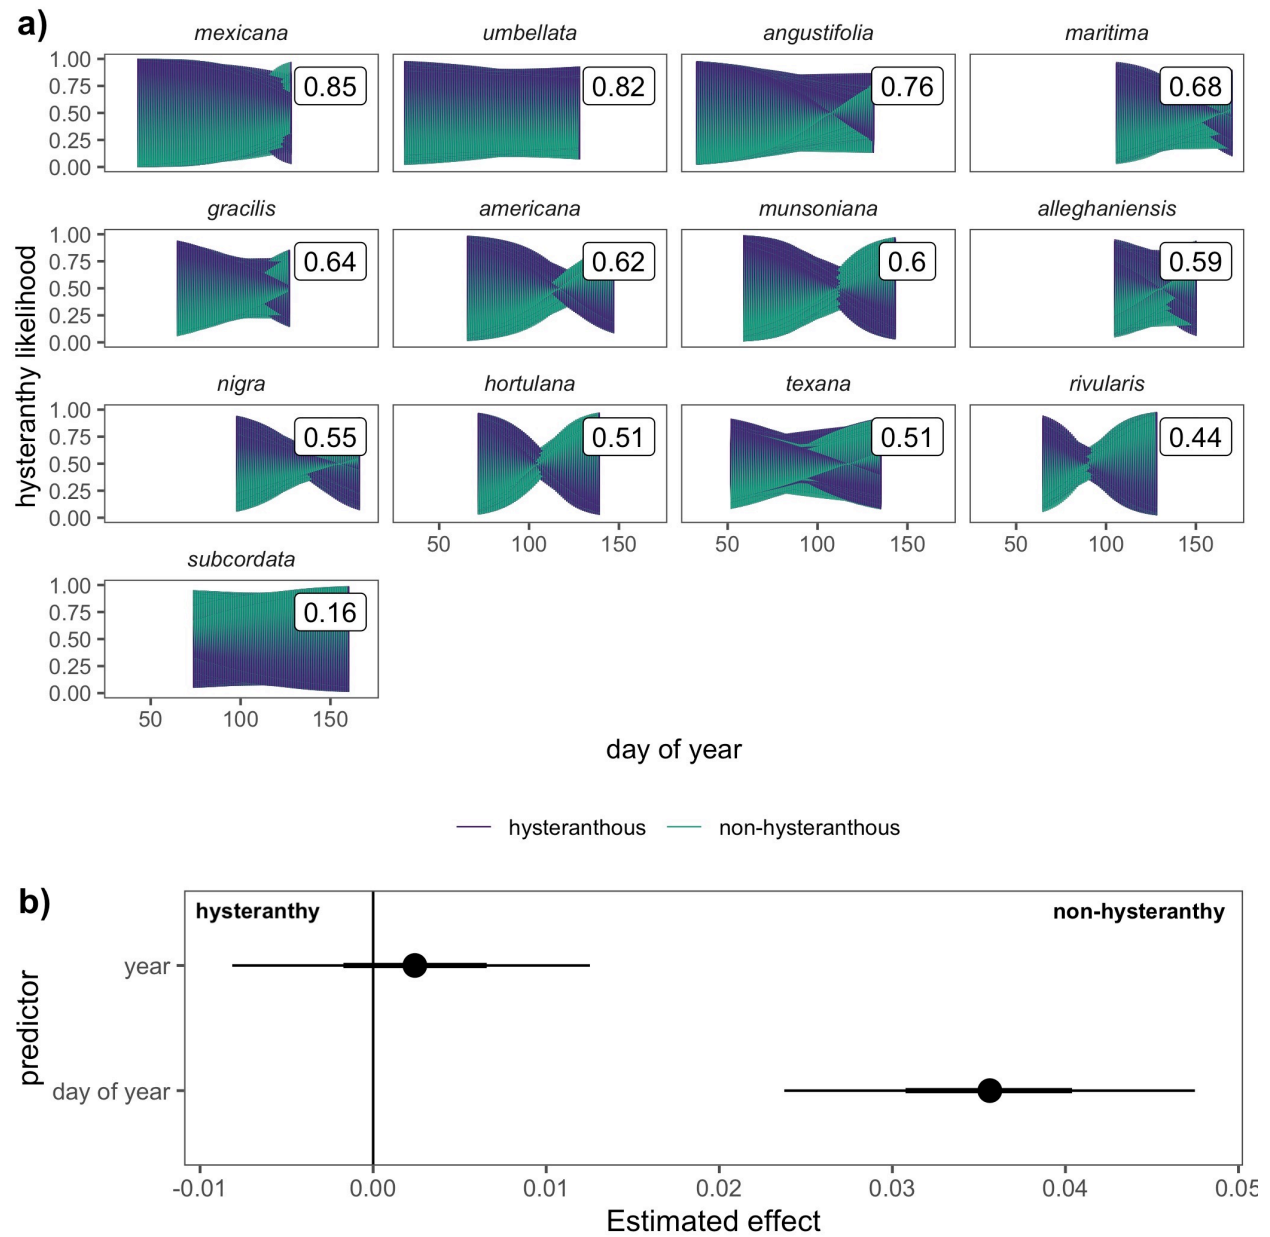 a)
mexicana umbellata angustifolia maritima
1.00
0.75
0.50
0.25
0.00
0.85 0.82 0.76 0.68
gracilis americana munsoniana alleghaniensis
1.00
0.75
0.50
0.25
0.00
0.64 0.62 0.6 0.59
hysteranthy likelihood
nigra hortulana texana rivularis
1.00
0.75
0.50
0.25
0.00
0.55 0.51 0.51 0.44
50 100 150 50 100 150 50 100 150
subcordata
1.00
0.75
0.50
0.25
0.00
0.16
50 100 150
day of year
hysteranthous non-hysteranthous
b)
hysteranthy non-hysteranthy
predictor
year
day of year
-0.01 0.00 0.01 0.02 0.03 0.04 0.05
Estimated effect